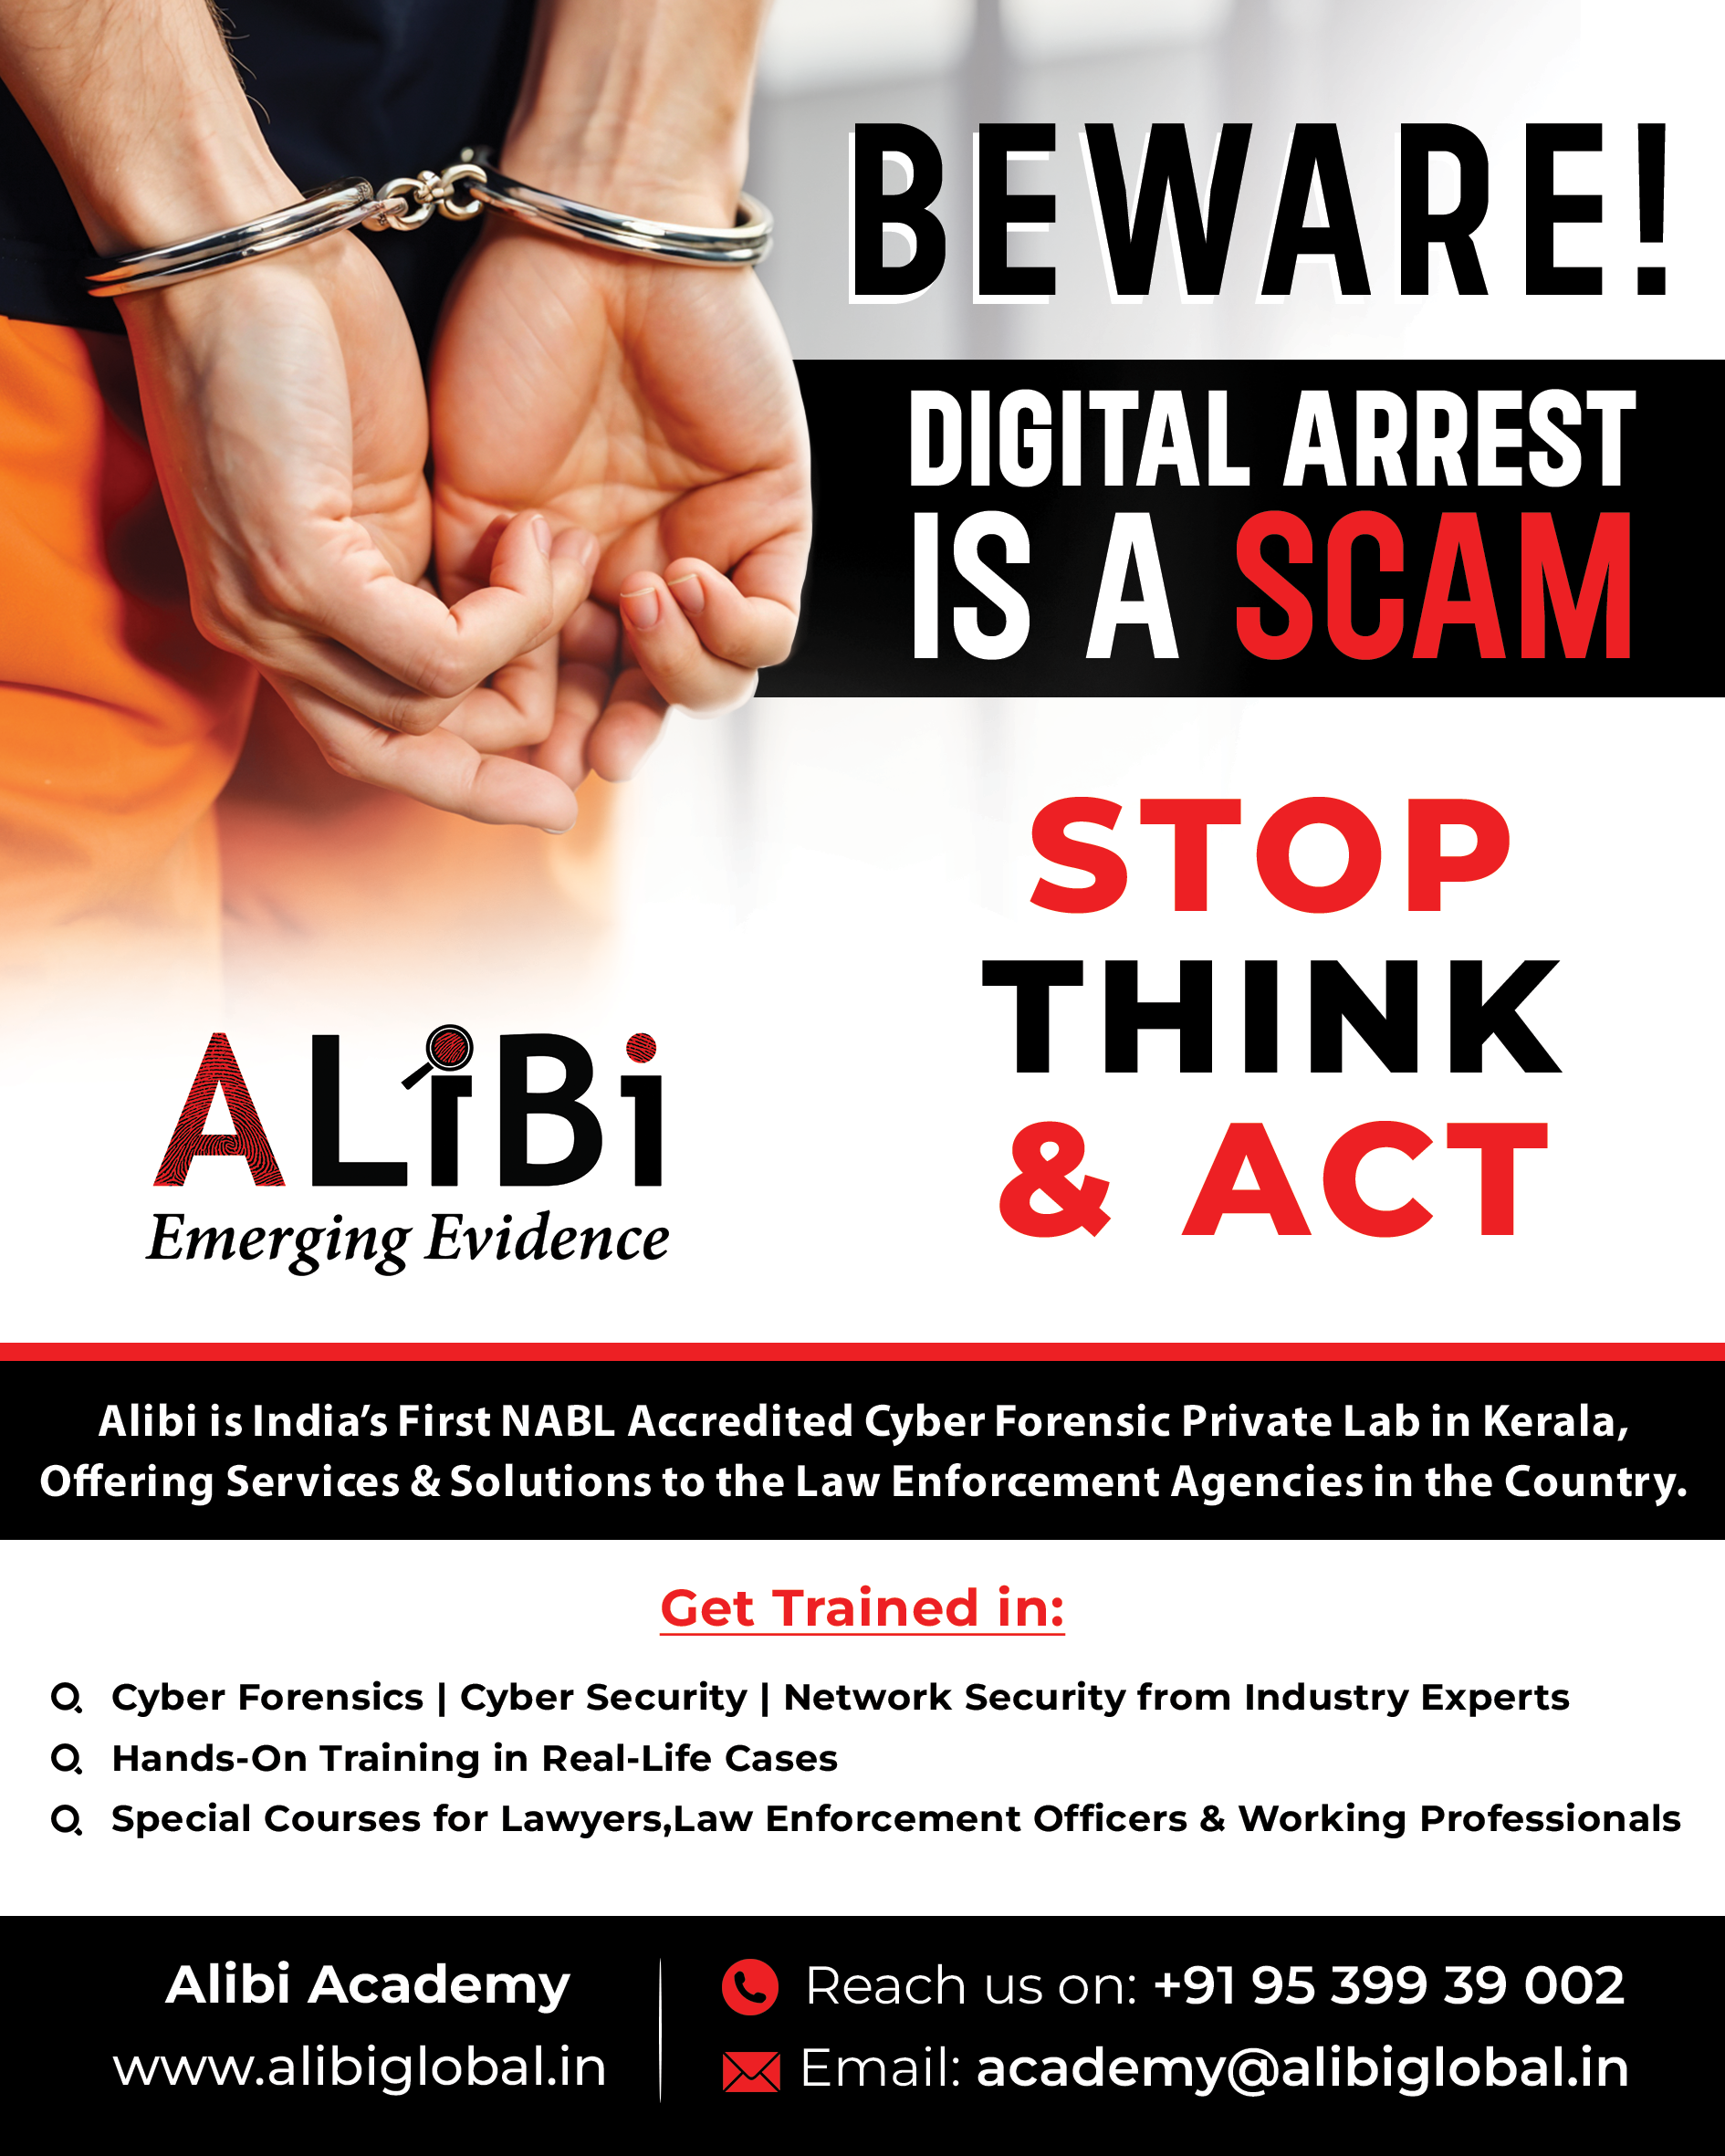 BEWARE!
DIGITAL ARREST
IS A SCAM
STOP
THINK
& ACT
ALiBi
Emerging Evidence
Alibi is India’s First NABL Accredited Cyber Forensic Private Lab in Kerala,
Offering Services & Solutions to the Law Enforcement Agencies in the Country.
Get Trained in:
Cyber Forensics | Cyber Security | Network Security from Industry Experts
Hands-On Training in Real-Life Cases
Special Courses for Lawyers,Law Enforcement Officers & Working Professionals
Alibi Academy
www.alibiglobal.in
Reach us on: +91 95 399 39 002
Email: academy@alibiglobal.in